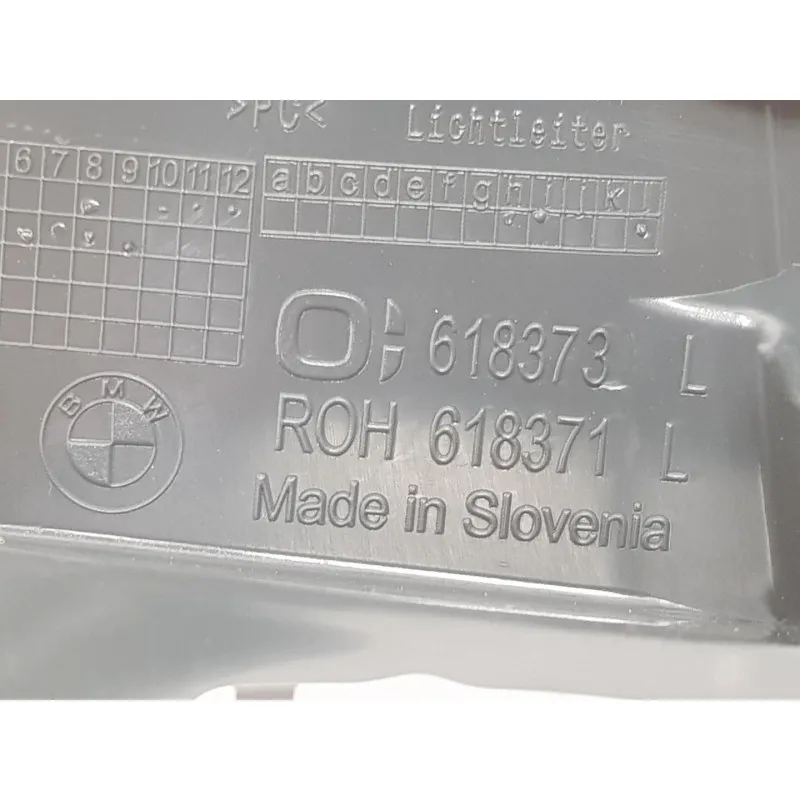 >PC<
Lichtleiter
6 7 8 9 10 11 12
a b c d e f g h i j k l
618373 L
BMW
ROH 618371 L
Made in Slovenia